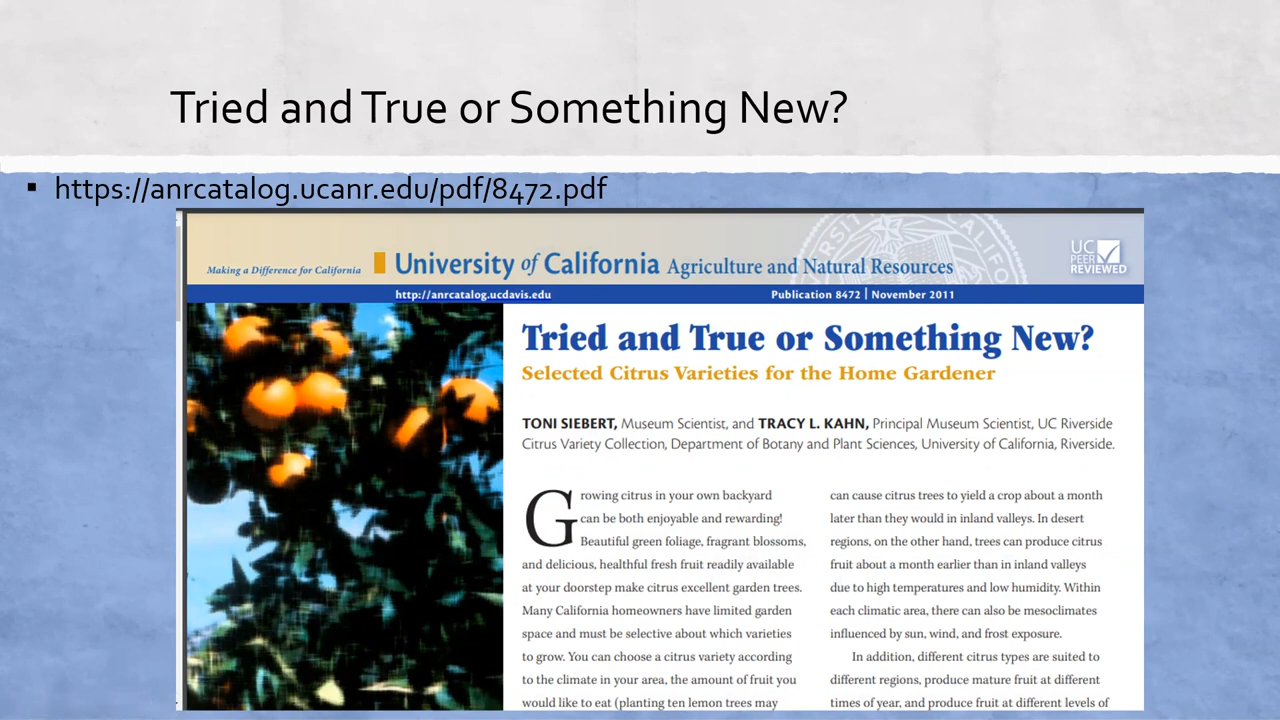 Tried and True or Something New?
▪ https://anrcatalog.ucanr.edu/pdf/8472.pdf
Making a Difference for California
University of California Agriculture and Natural Resources
UC
PEER
REVIEWED
http://anrcatalog.ucdavis.edu
Publication 8472 | November 2011
Tried and True or Something New?
Selected Citrus Varieties for the Home Gardener
TONI SIEBERT, Museum Scientist, and TRACY L. KAHN, Principal Museum Scientist, UC Riverside
Citrus Variety Collection, Department of Botany and Plant Sciences, University of California, Riverside.
Growing citrus in your own backyard
can be both enjoyable and rewarding!
Beautiful green foliage, fragrant blossoms,
and delicious, healthful fresh fruit readily available
at your doorstep make citrus excellent garden trees.
Many California homeowners have limited garden
space and must be selective about which varieties
to grow. You can choose a citrus variety according
to the climate in your area, the amount of fruit you
would like to eat (planting ten lemon trees may
can cause citrus trees to yield a crop about a month
later than they would in inland valleys. In desert
regions, on the other hand, trees can produce citrus
fruit about a month earlier than in inland valleys
due to high temperatures and low humidity. Within
each climatic area, there can also be mesoclimates
influenced by sun, wind, and frost exposure.
In addition, different citrus types are suited to
different regions, produce mature fruit at different
times of year, and produce fruit at different levels of